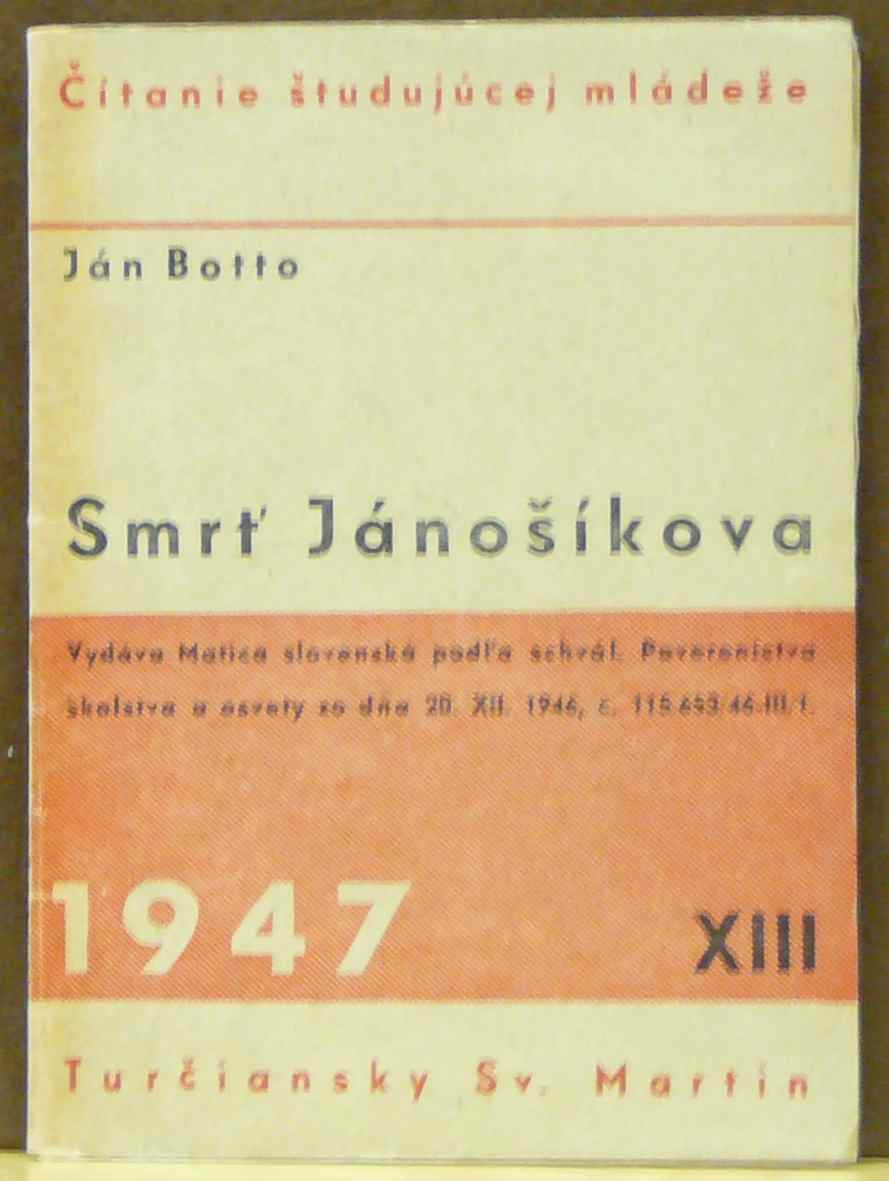 Čítanie študujúcej mládeže
Ján Botto
Smrť Jánošíkova
Vydáva Matica slovenská podľa schvál. Povereníctva
školstva a osvety zo dňa 20. XII. 1946, č. 115.653/46-III/1.
1947
XIII
Turčiansky Sv. Martin